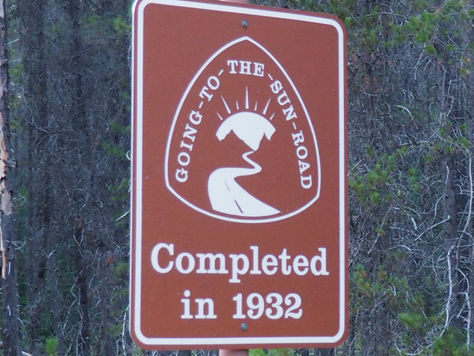 GOING-TO-THE-SUN-ROAD
Completed
in 1932